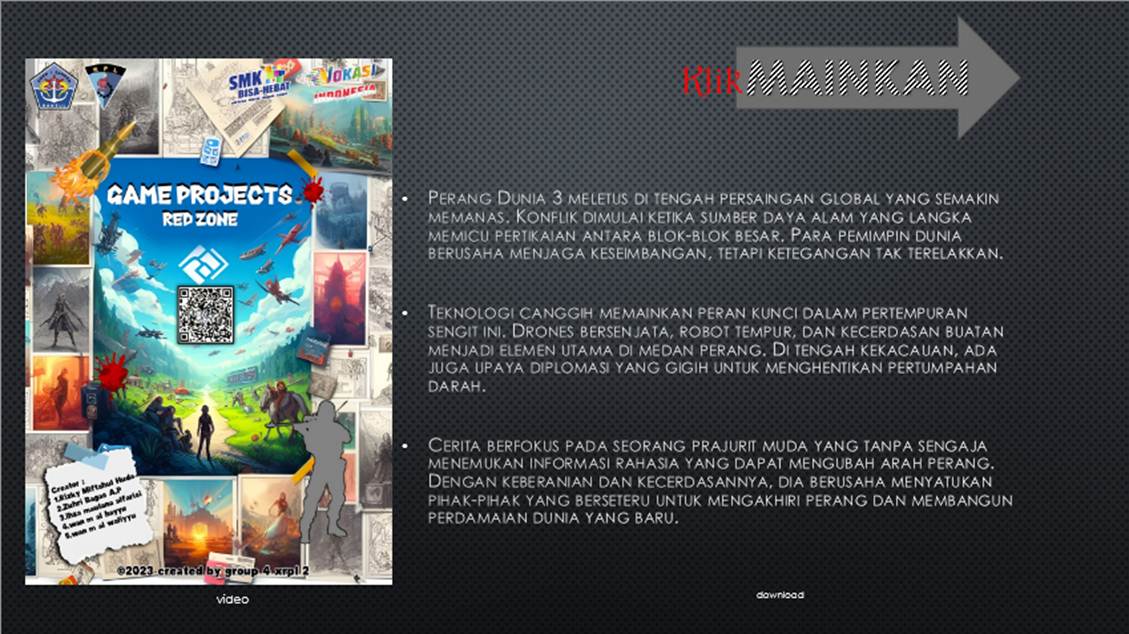 SMK
BISA-HEBAT
VOKASI
INDONESIA
GAME PROJECTS
RED ZONE
Creator :
1.Rizky Miftahul Huda
2.Zuhri Bagas A.P
3.Ihza maulana alfarisi
4.wan m al hayyu
5.wan m al waliyyu
©2023 created by group 4 xrpl 2
video
Klik MAINKAN
• Perang Dunia 3 meletus di tengah persaingan global yang semakin
memanas. Konflik dimulai ketika sumber daya alam yang langka
memicu pertikaian antara blok-blok besar. Para pemimpin dunia
berusaha menjaga keseimbangan, tetapi ketegangan tak terelakkan.
• Teknologi canggih memainkan peran kunci dalam pertempuran
sengit ini. Drones bersenjata, robot tempur, dan kecerdasan buatan
menjadi elemen utama di medan perang. Di tengah kekacauan, ada
juga upaya diplomasi yang gigih untuk menghentikan pertumpahan
darah.
• Cerita berfokus pada seorang prajurit muda yang tanpa sengaja
menemukan informasi rahasia yang dapat mengubah arah perang.
Dengan keberanian dan kecerdasannya, dia berusaha menyatukan
pihak-pihak yang berseteru untuk mengakhiri perang dan membangun
perdamaian dunia yang baru.
download